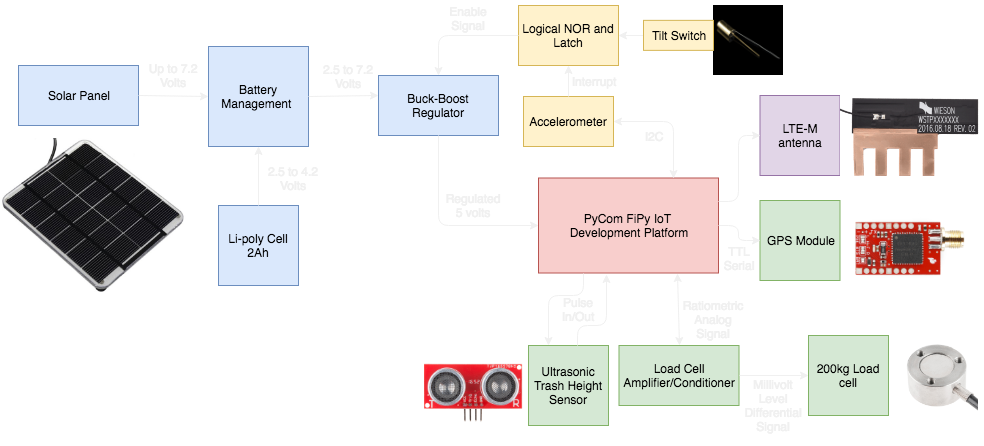 Enable
Signal
Logical NOR and
Latch
Tilt Switch
Up to 7.2
Volts
Solar Panel
Battery
Management
2.5 to 7.2
Volts
Buck-Boost
Regulator
Interrupt
Accelerometer
I2C
LTE-M
antenna
WIESON
WSTPXXXXXXX
2016.08.18 REV. 02
2.5 to 4.2
Volts
Li-poly Cell
2Ah
Regulated
5 volts
PyCom FiPy IoT
Development Platform
GPS Module
TTL
Serial
Pulse
In/Out
Ratiometric
Analog
Signal
Ultrasonic
Trash Height
Sensor
Load Cell
Amplifier/Conditioner
Millivolt
Level
Differential
Signal
200kg Load
cell
T
R